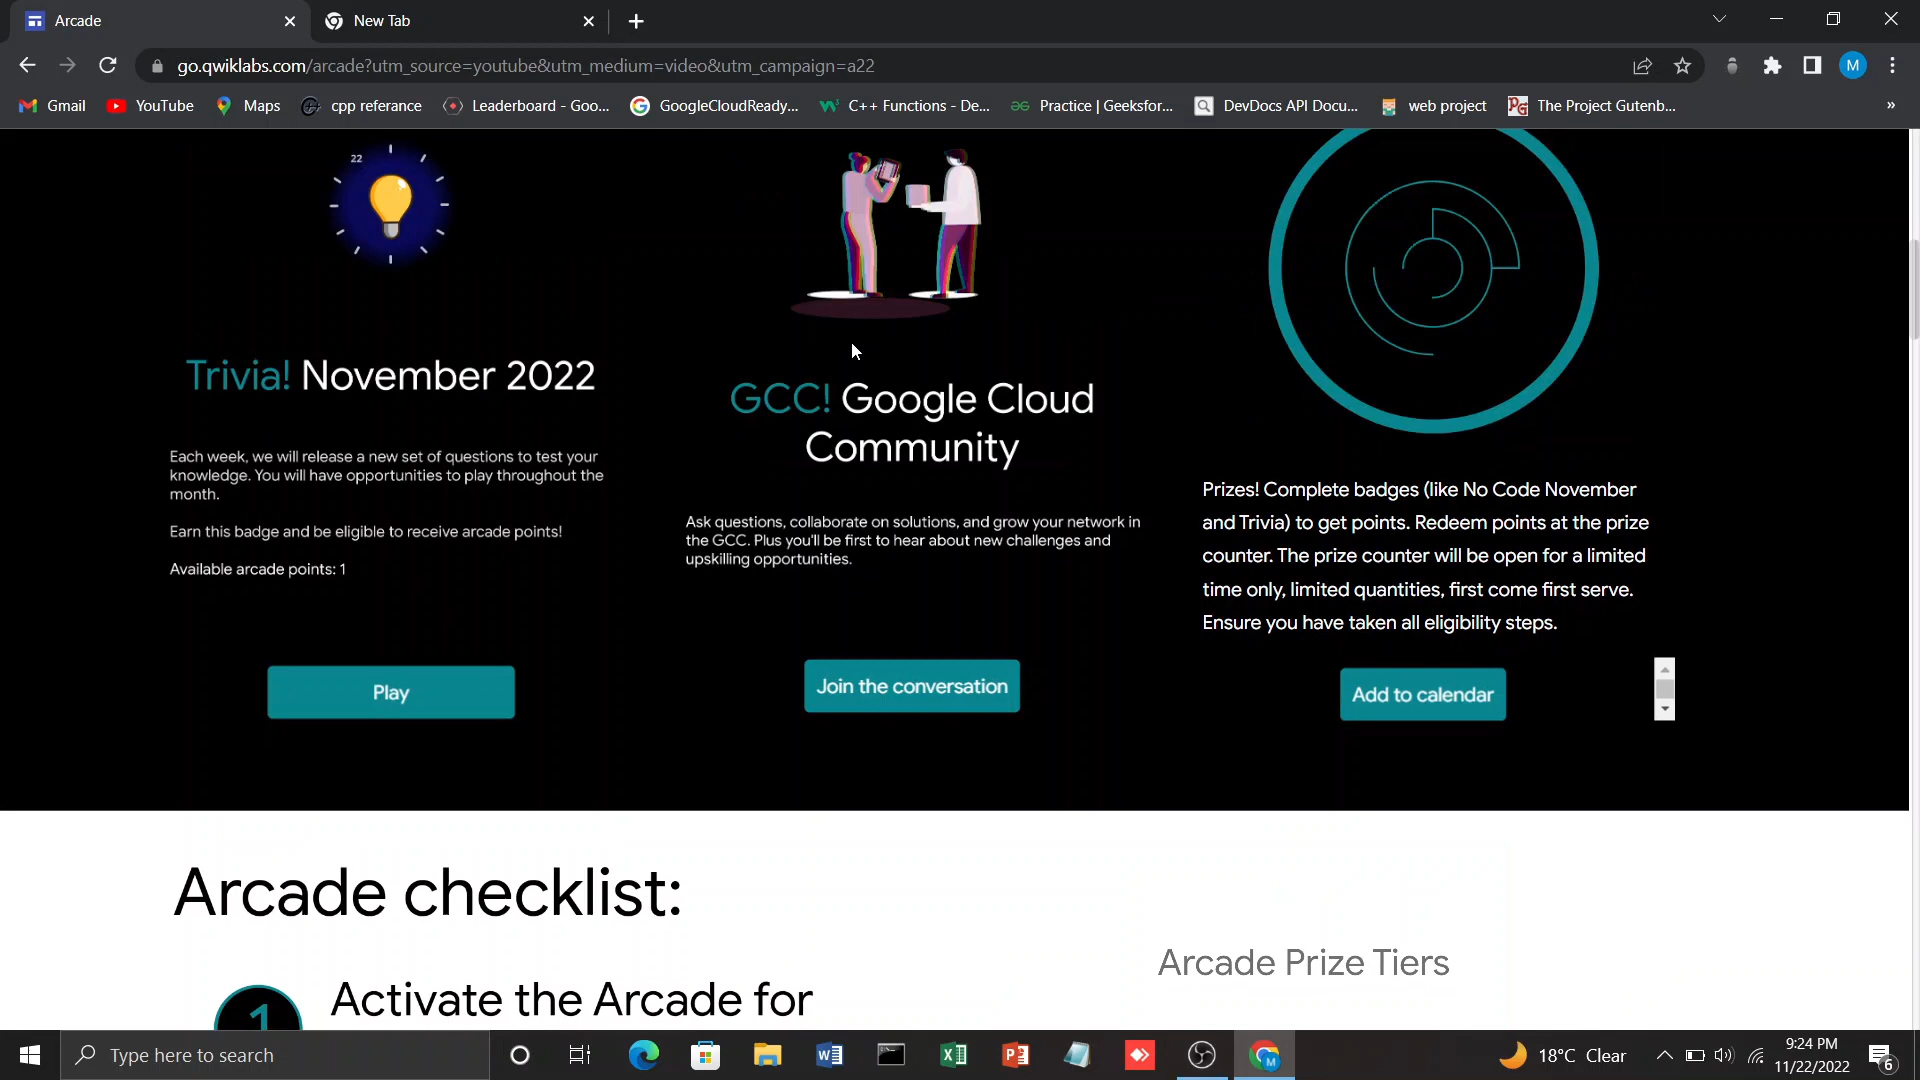 Arcade
New Tab
go.qwiklabs.com/arcade?utm_source=youtube&utm_medium=video&utm_campaign=a22
M
Gmail
YouTube
Maps
cpp referance
Leaderboard - Goo...
GoogleCloudReady...
C++ Functions - De...
Practice | Geeksfor...
DevDocs API Docu...
web project
The Project Gutenb...
»
22
Trivia! November 2022
Each week, we will release a new set of questions to test your
knowledge. You will have opportunities to play throughout the
month.
Earn this badge and be eligible to receive arcade points!
Available arcade points: 1
Play
GCC! Google Cloud
Community
Ask questions, collaborate on solutions, and grow your network in
the GCC. Plus you'll be first to hear about new challenges and
upskilling opportunities.
Join the conversation
Prizes! Complete badges (like No Code November
and Trivia) to get points. Redeem points at the prize
counter. The prize counter will be open for a limited
time only, limited quantities, first come first serve.
Ensure you have taken all eligibility steps.
Add to calendar
Arcade checklist:
1
Activate the Arcade for
Arcade Prize Tiers
Type here to search
18°C Clear
9:24 PM
11/22/2022
6